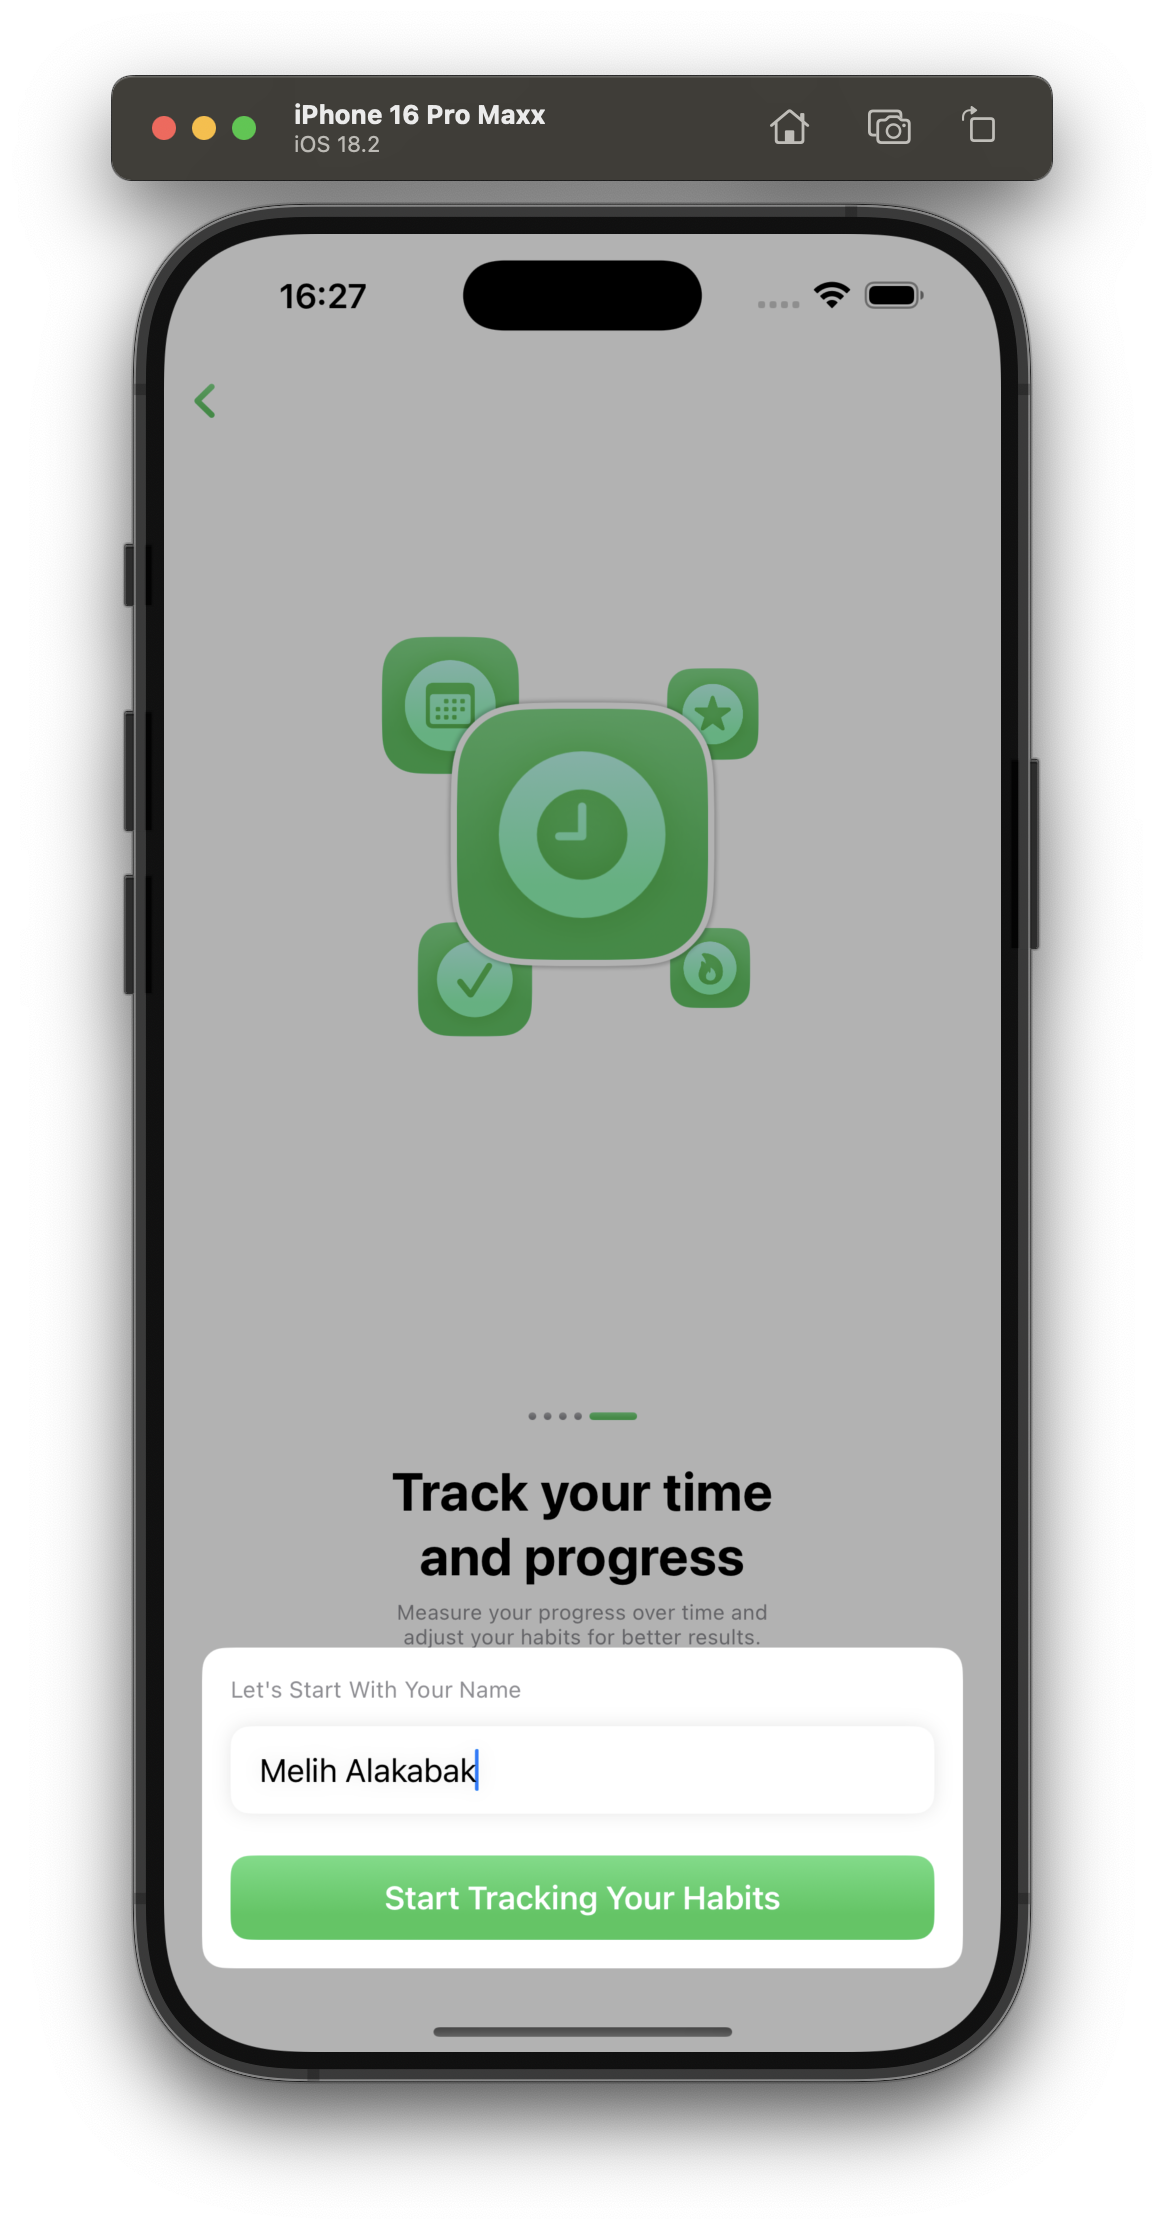 iPhone 16 Pro Maxx
iOS 18.2
16:27
Track your time
and progress
Measure your progress over time and
adjust your habits for better results.
Let's Start With Your Name
Melih Alakabak
Start Tracking Your Habits